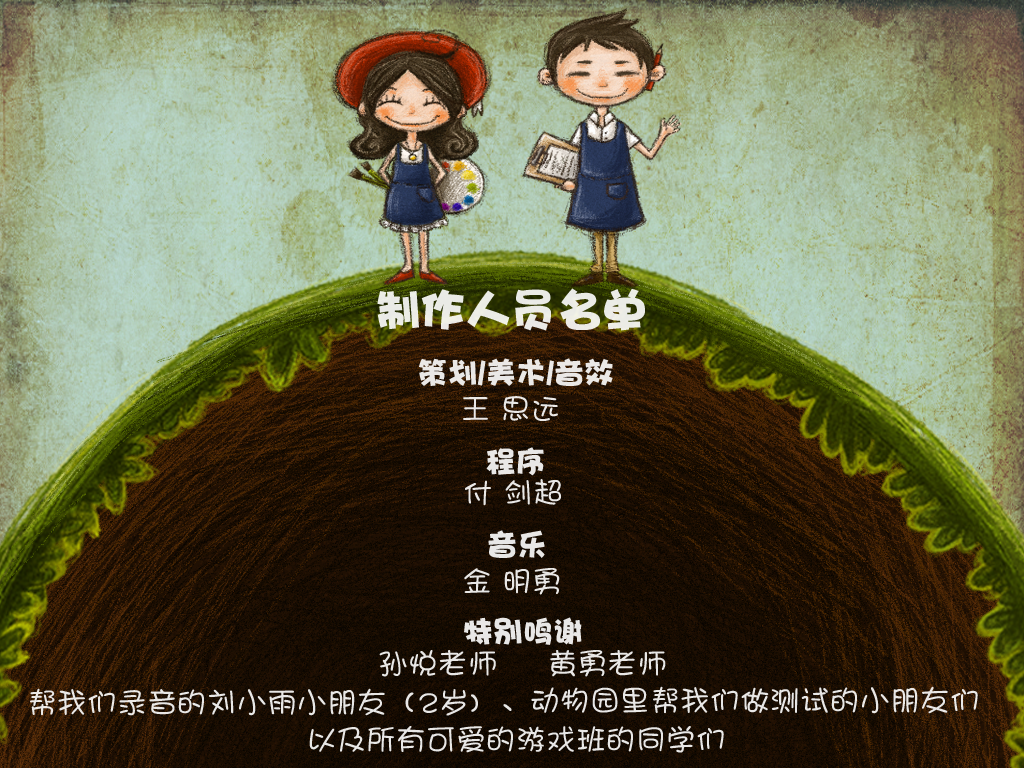 制作人员名单
策划/美术/音效
王 思远
程序
付 剑超
音乐
金 明勇
特别鸣谢
孙悦老师 黄勇老师
帮我们录音的刘小雨小朋友（2岁）、动物园里帮我们做测试的小朋友们
以及所有可爱的游戏班的同学们